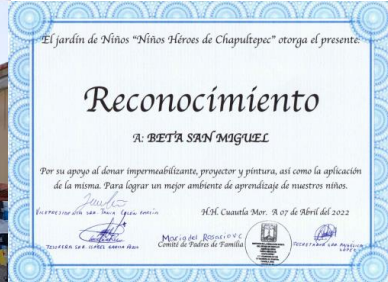 El jardín de Niños "Niños Héroes de Chapultepec" otorga el presente:
Reconocimiento
A: BETA SAN MIGUEL
Por su apoyo al donar impermeabilizante, proyector y pintura, así como la aplicación
de la misma. Para lograr un mejor ambiente de aprendizaje de nuestros niños.
H.H. Cuautla Mor. A 07 de Abril del 2022
Comité de Padres de Familia